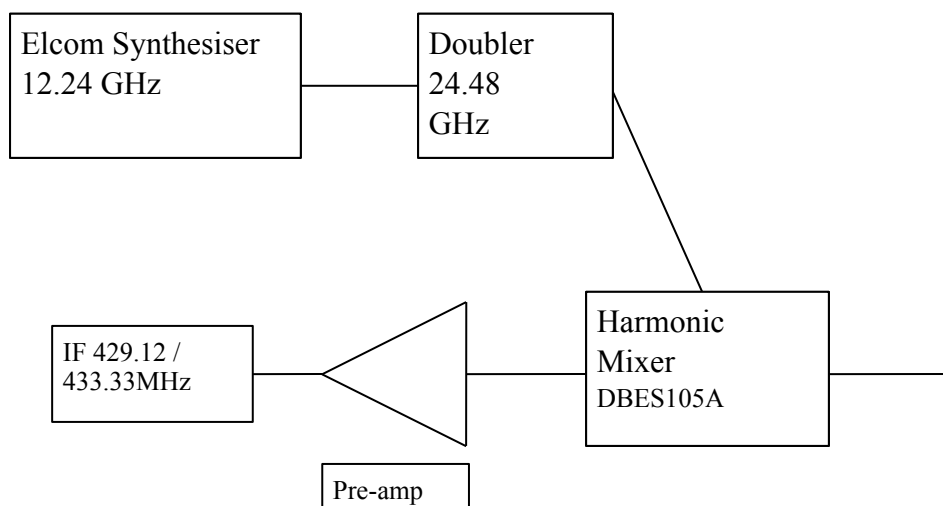 Elcom Synthesiser
12.24 GHz
Doubler
24.48
GHz
Harmonic
Mixer
DBES105A
IF 429.12 /
433.33MHz
Pre-amp